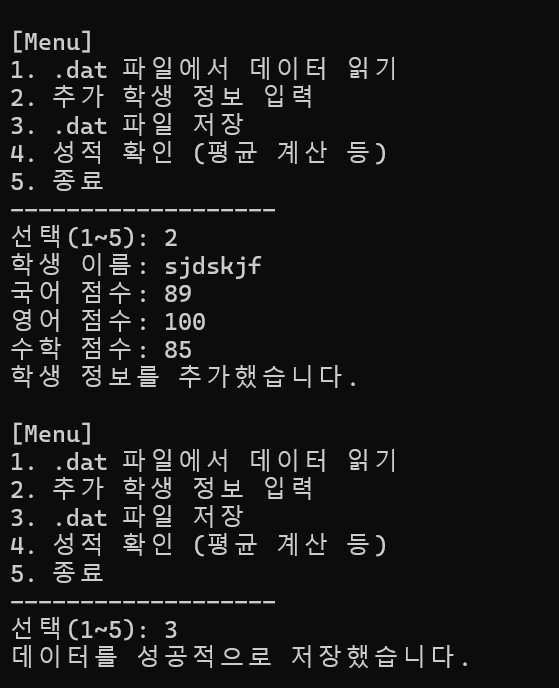 [Menu]
1. .dat 파일에서 데이터 읽기
2. 추가 학생 정보 입력
3. .dat 파일 저장
4. 성적 확인 (평균 계산 등)
5. 종료
-------------------
선택(1~5): 2
학생 이름: sjdskjf
국어 점수: 89
영어 점수: 100
수학 점수: 85
학생 정보를 추가했습니다.

[Menu]
1. .dat 파일에서 데이터 읽기
2. 추가 학생 정보 입력
3. .dat 파일 저장
4. 성적 확인 (평균 계산 등)
5. 종료
-------------------
선택(1~5): 3
데이터를 성공적으로 저장했습니다.